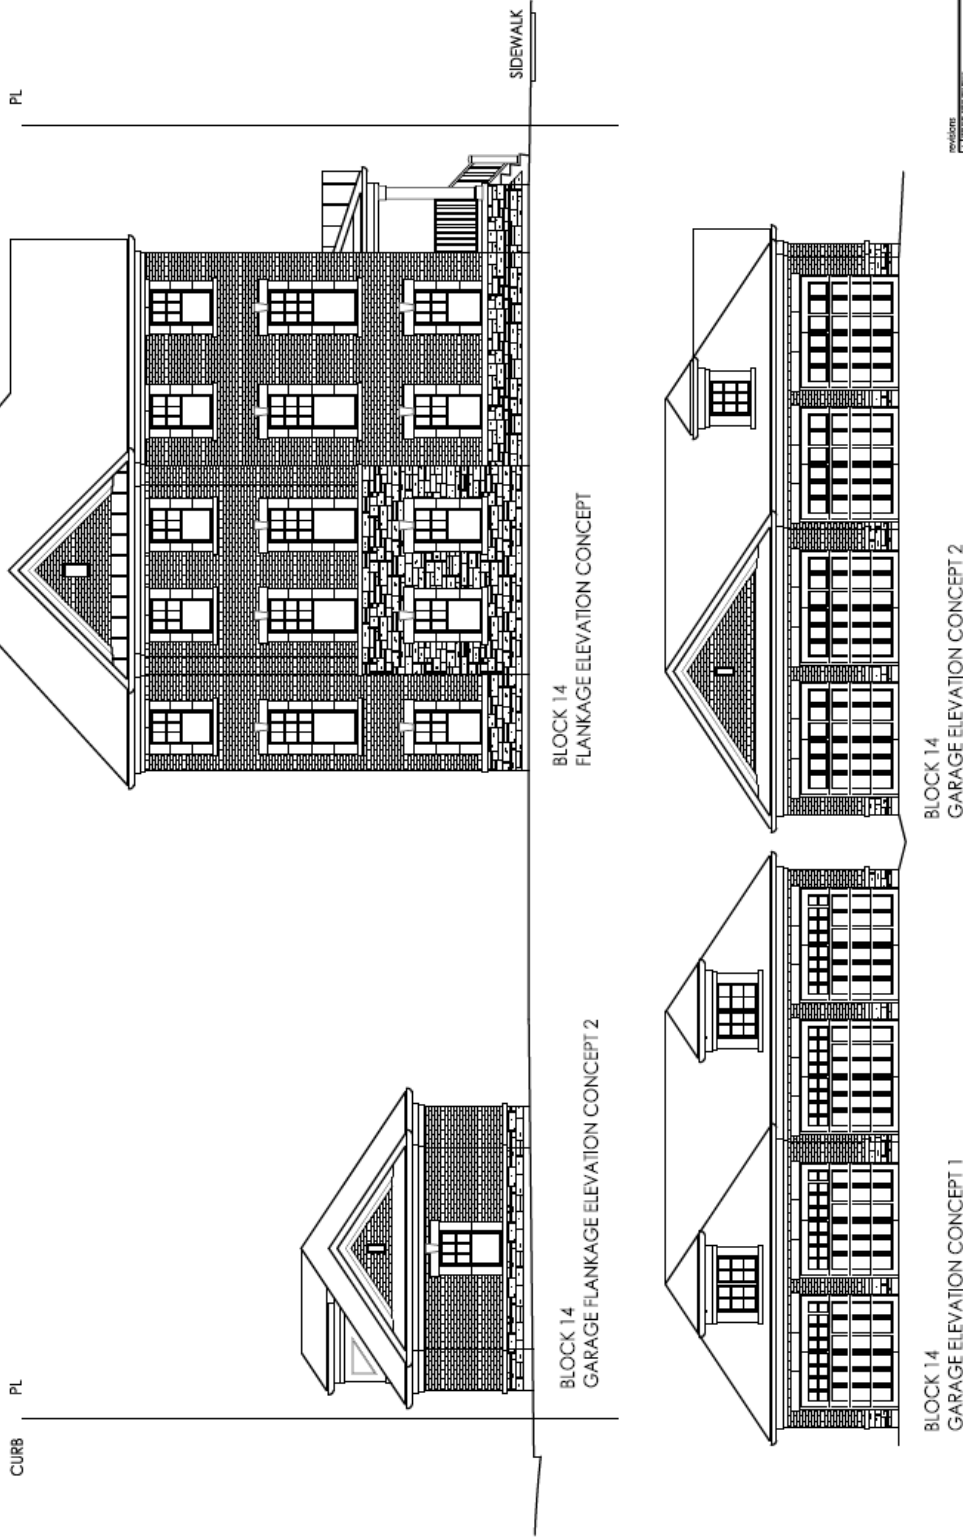 CURB
PL
PL
SIDEWALK
BLOCK 14
GARAGE FLANKAGE ELEVATION CONCEPT 2
BLOCK 14
FLANKAGE ELEVATION CONCEPT
BLOCK 14
GARAGE ELEVATION CONCEPT 1
BLOCK 14
GARAGE ELEVATION CONCEPT 2
revisions